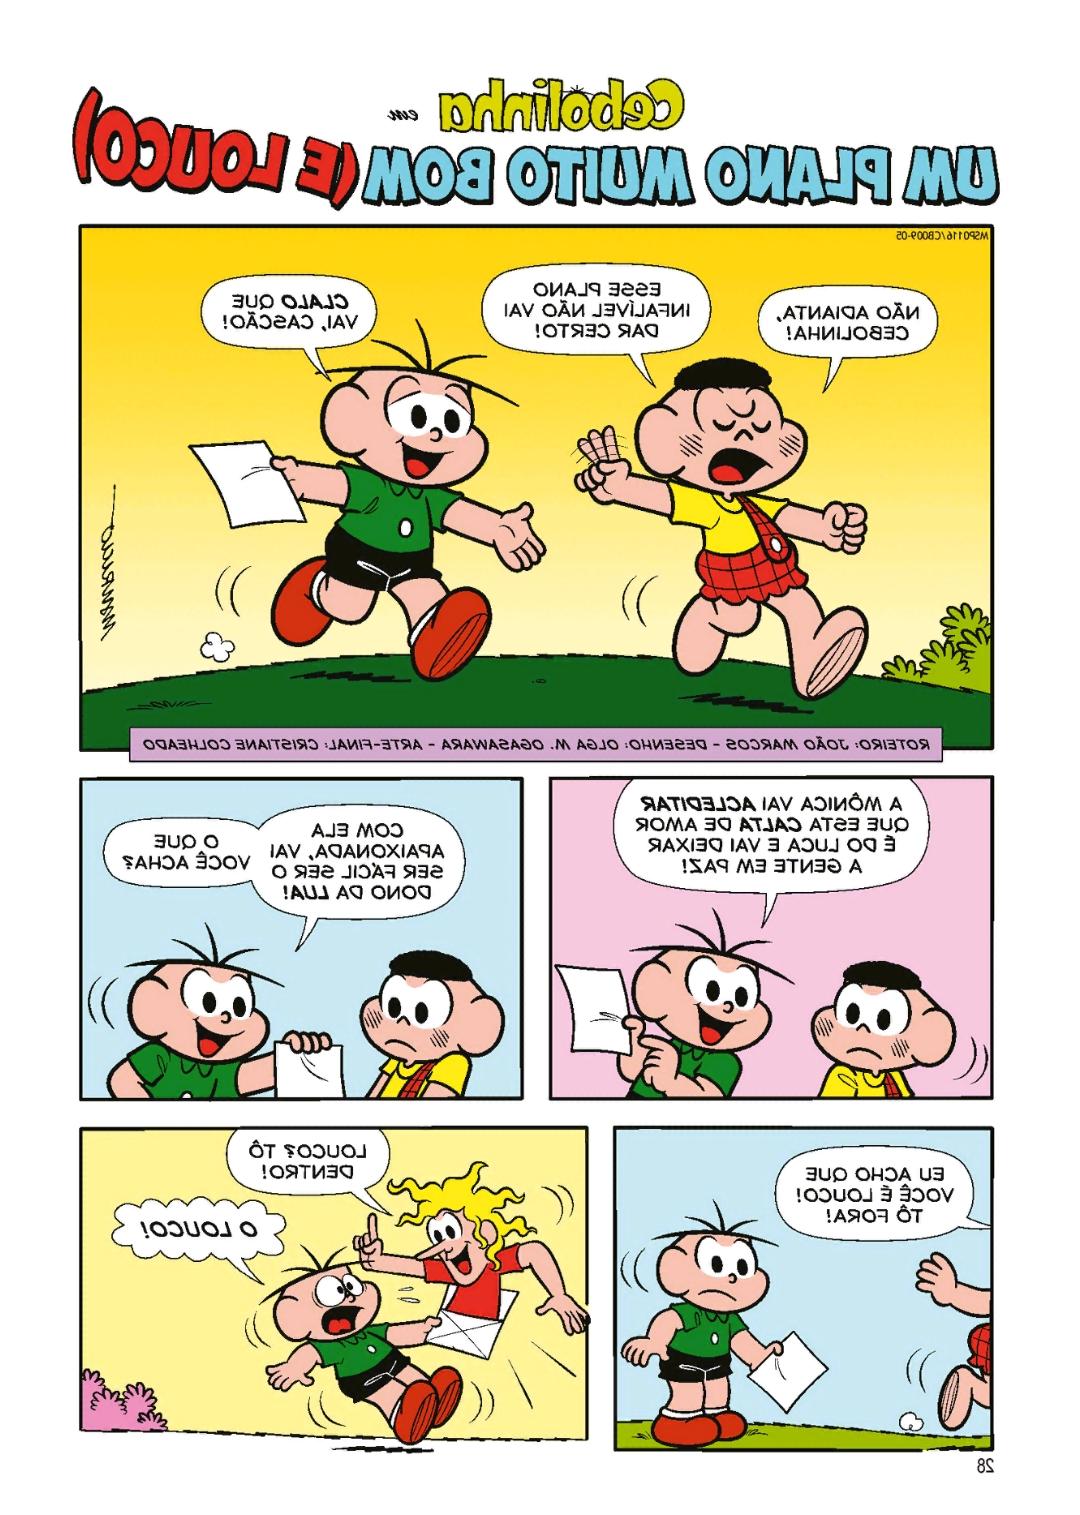 Cebolinha em
UM PLANO MUITO BOM (E LOUCO)
MSP0116/CB009-05
NÃO ADIANTA,
CEBOLINHA!
ESSE PLANO
INFALÍVEL NÃO VAI
DAR CERTO!
CLALO QUE
VAI, CASCÃO!
MAURICIO
ROTEIRO: JOÃO MARCOS - DESENHO: OLGA M. OGASAWARA - ARTE-FINAL: CRISTIANE COLHEADO
A MÔNICA VAI ACLEDITAR
QUE ESTA CALTA DE AMOR
É DO LUCA E VAI DEIXAR
A GENTE EM PAZ!
COM ELA
APAIXONADA, VAI
SER FÁCIL SER O
DONO DA LUA!
O QUE
VOCÊ ACHA?
EU ACHO QUE
VOCÊ É LOUCO!
TÔ FORA!
LOUCO? TÔ
DENTRO!
O LOUCO!
28